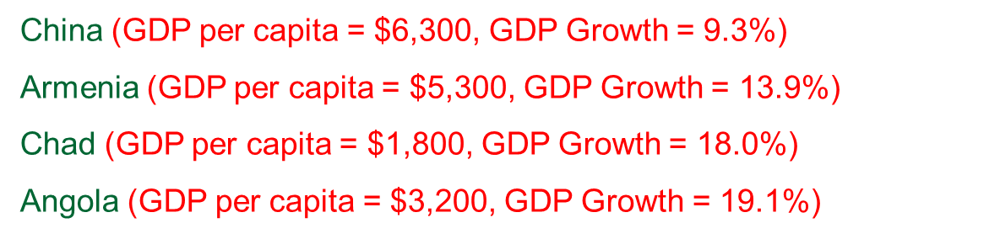 China (GDP per capita = $6,300, GDP Growth = 9.3%)
Armenia (GDP per capita = $5,300, GDP Growth = 13.9%)
Chad (GDP per capita = $1,800, GDP Growth = 18.0%)
Angola (GDP per capita = $3,200, GDP Growth = 19.1%)